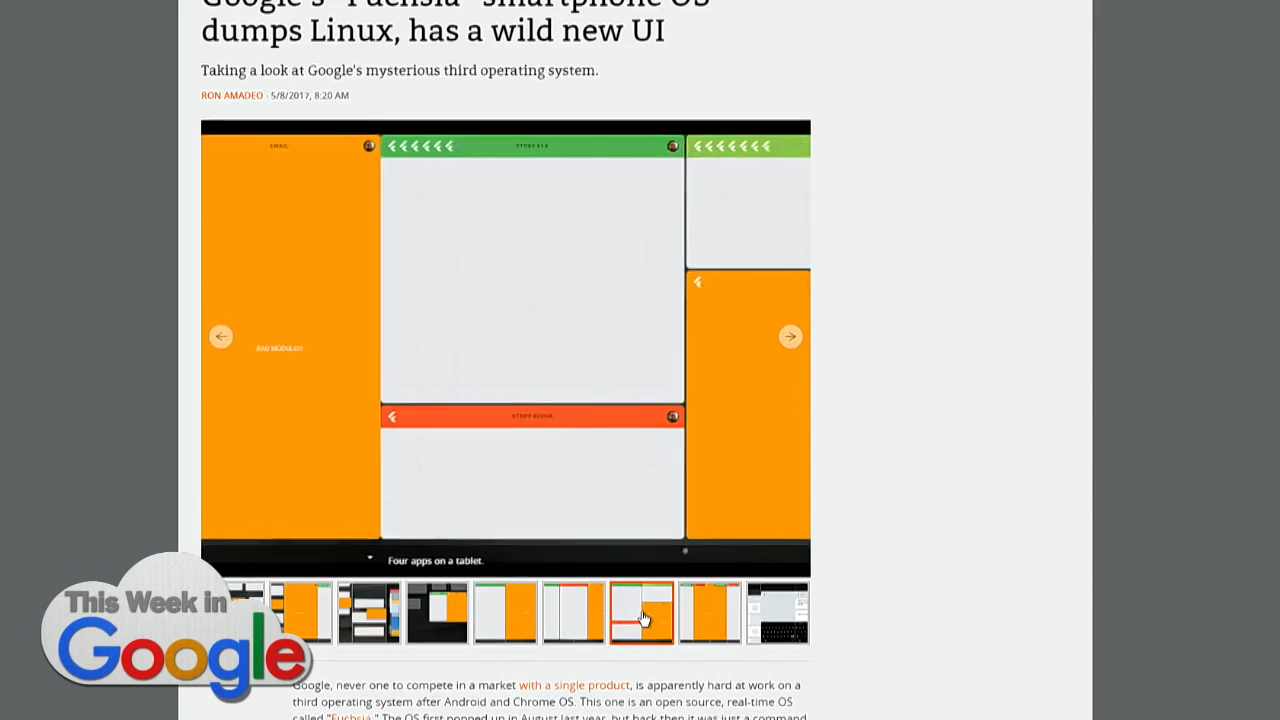 Google's "Fuchsia" smartphone OS
dumps Linux, has a wild new UI
Taking a look at Google's mysterious third operating system.
RON AMADEO - 5/8/2017, 8:20 AM
EMAIL
Four apps on a tablet.
This Week in
Google
Google, never one to compete in a market with a single product, is apparently hard at work on a
third operating system after Android and Chrome OS. This one is an open source, real-time OS
called "Fuchsia." The OS first popped up in August last year, but back then it was just a command